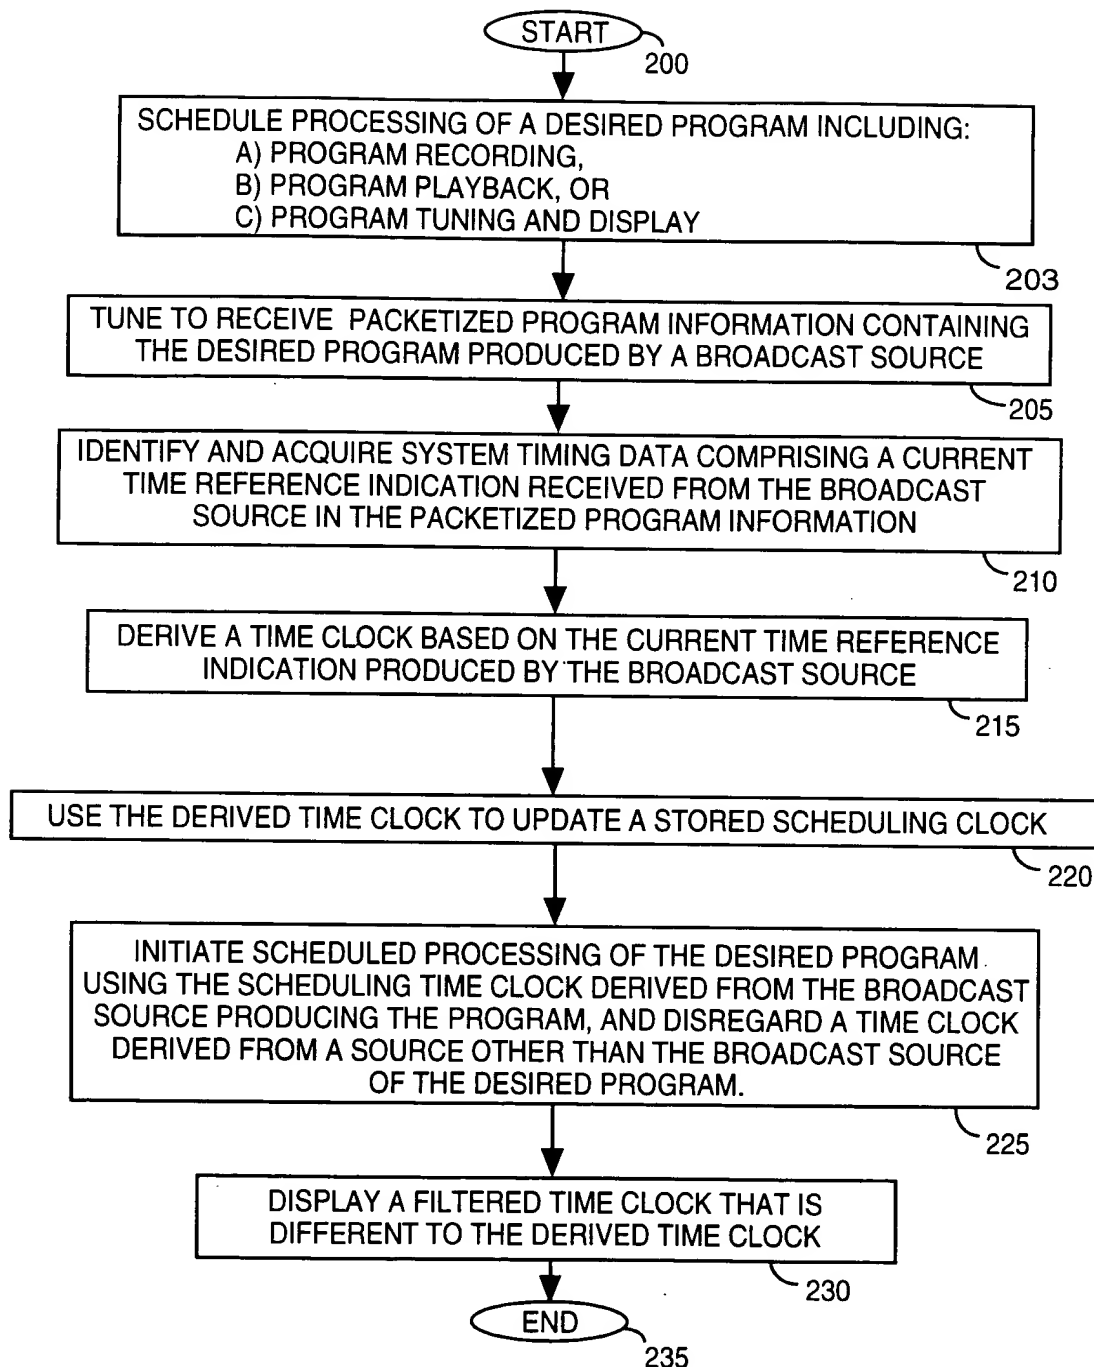 START
200
SCHEDULE PROCESSING OF A DESIRED PROGRAM INCLUDING:
A) PROGRAM RECORDING,
B) PROGRAM PLAYBACK, OR
C) PROGRAM TUNING AND DISPLAY
203
TUNE TO RECEIVE PACKETIZED PROGRAM INFORMATION CONTAINING
THE DESIRED PROGRAM PRODUCED BY A BROADCAST SOURCE
205
IDENTIFY AND ACQUIRE SYSTEM TIMING DATA COMPRISING A CURRENT
TIME REFERENCE INDICATION RECEIVED FROM THE BROADCAST
SOURCE IN THE PACKETIZED PROGRAM INFORMATION
210
DERIVE A TIME CLOCK BASED ON THE CURRENT TIME REFERENCE
INDICATION PRODUCED BY THE BROADCAST SOURCE
215
USE THE DERIVED TIME CLOCK TO UPDATE A STORED SCHEDULING CLOCK
220
INITIATE SCHEDULED PROCESSING OF THE DESIRED PROGRAM
USING THE SCHEDULING TIME CLOCK DERIVED FROM THE BROADCAST
SOURCE PRODUCING THE PROGRAM, AND DISREGARD A TIME CLOCK
DERIVED FROM A SOURCE OTHER THAN THE BROADCAST SOURCE
OF THE DESIRED PROGRAM.
225
DISPLAY A FILTERED TIME CLOCK THAT IS
DIFFERENT TO THE DERIVED TIME CLOCK
230
END
235